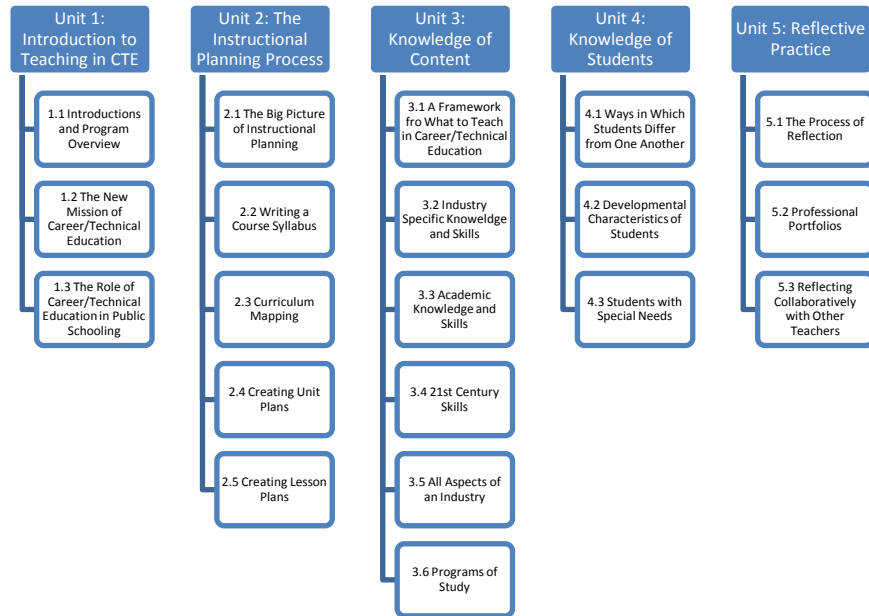 Unit 1:
Introduction to
Teaching in CTE
1.1 Introductions
and Program
Overview
1.2 The New
Mission of
Career/Technical
Education
1.3 The Role of
Career/Technical
Education in Public
Schooling
Unit 2: The
Instructional
Planning Process
2.1 The Big Picture
of Instructional
Planning
2.2 Writing a
Course Syllabus
2.3 Curriculum
Mapping
2.4 Creating Unit
Plans
2.5 Creating Lesson
Plans
Unit 3:
Knowledge of
Content
3.1 A Framework
fro What to Teach
in Career/Technical
Education
3.2 Industry
Specific Knoweldge
and Skills
3.3 Academic
Knowledge and
Skills
3.4 21st Century
Skills
3.5 All Aspects of
an Industry
3.6 Programs of
Study
Unit 4:
Knowledge of
Students
4.1 Ways in Which
Students Differ
from One Another
4.2 Developmental
Characteristics of
Students
4.3 Students with
Special Needs
Unit 5: Reflective
Practice
5.1 The Process of
Reflection
5.2 Professional
Portfolios
5.3 Reflecting
Collaboratively
with Other
Teachers